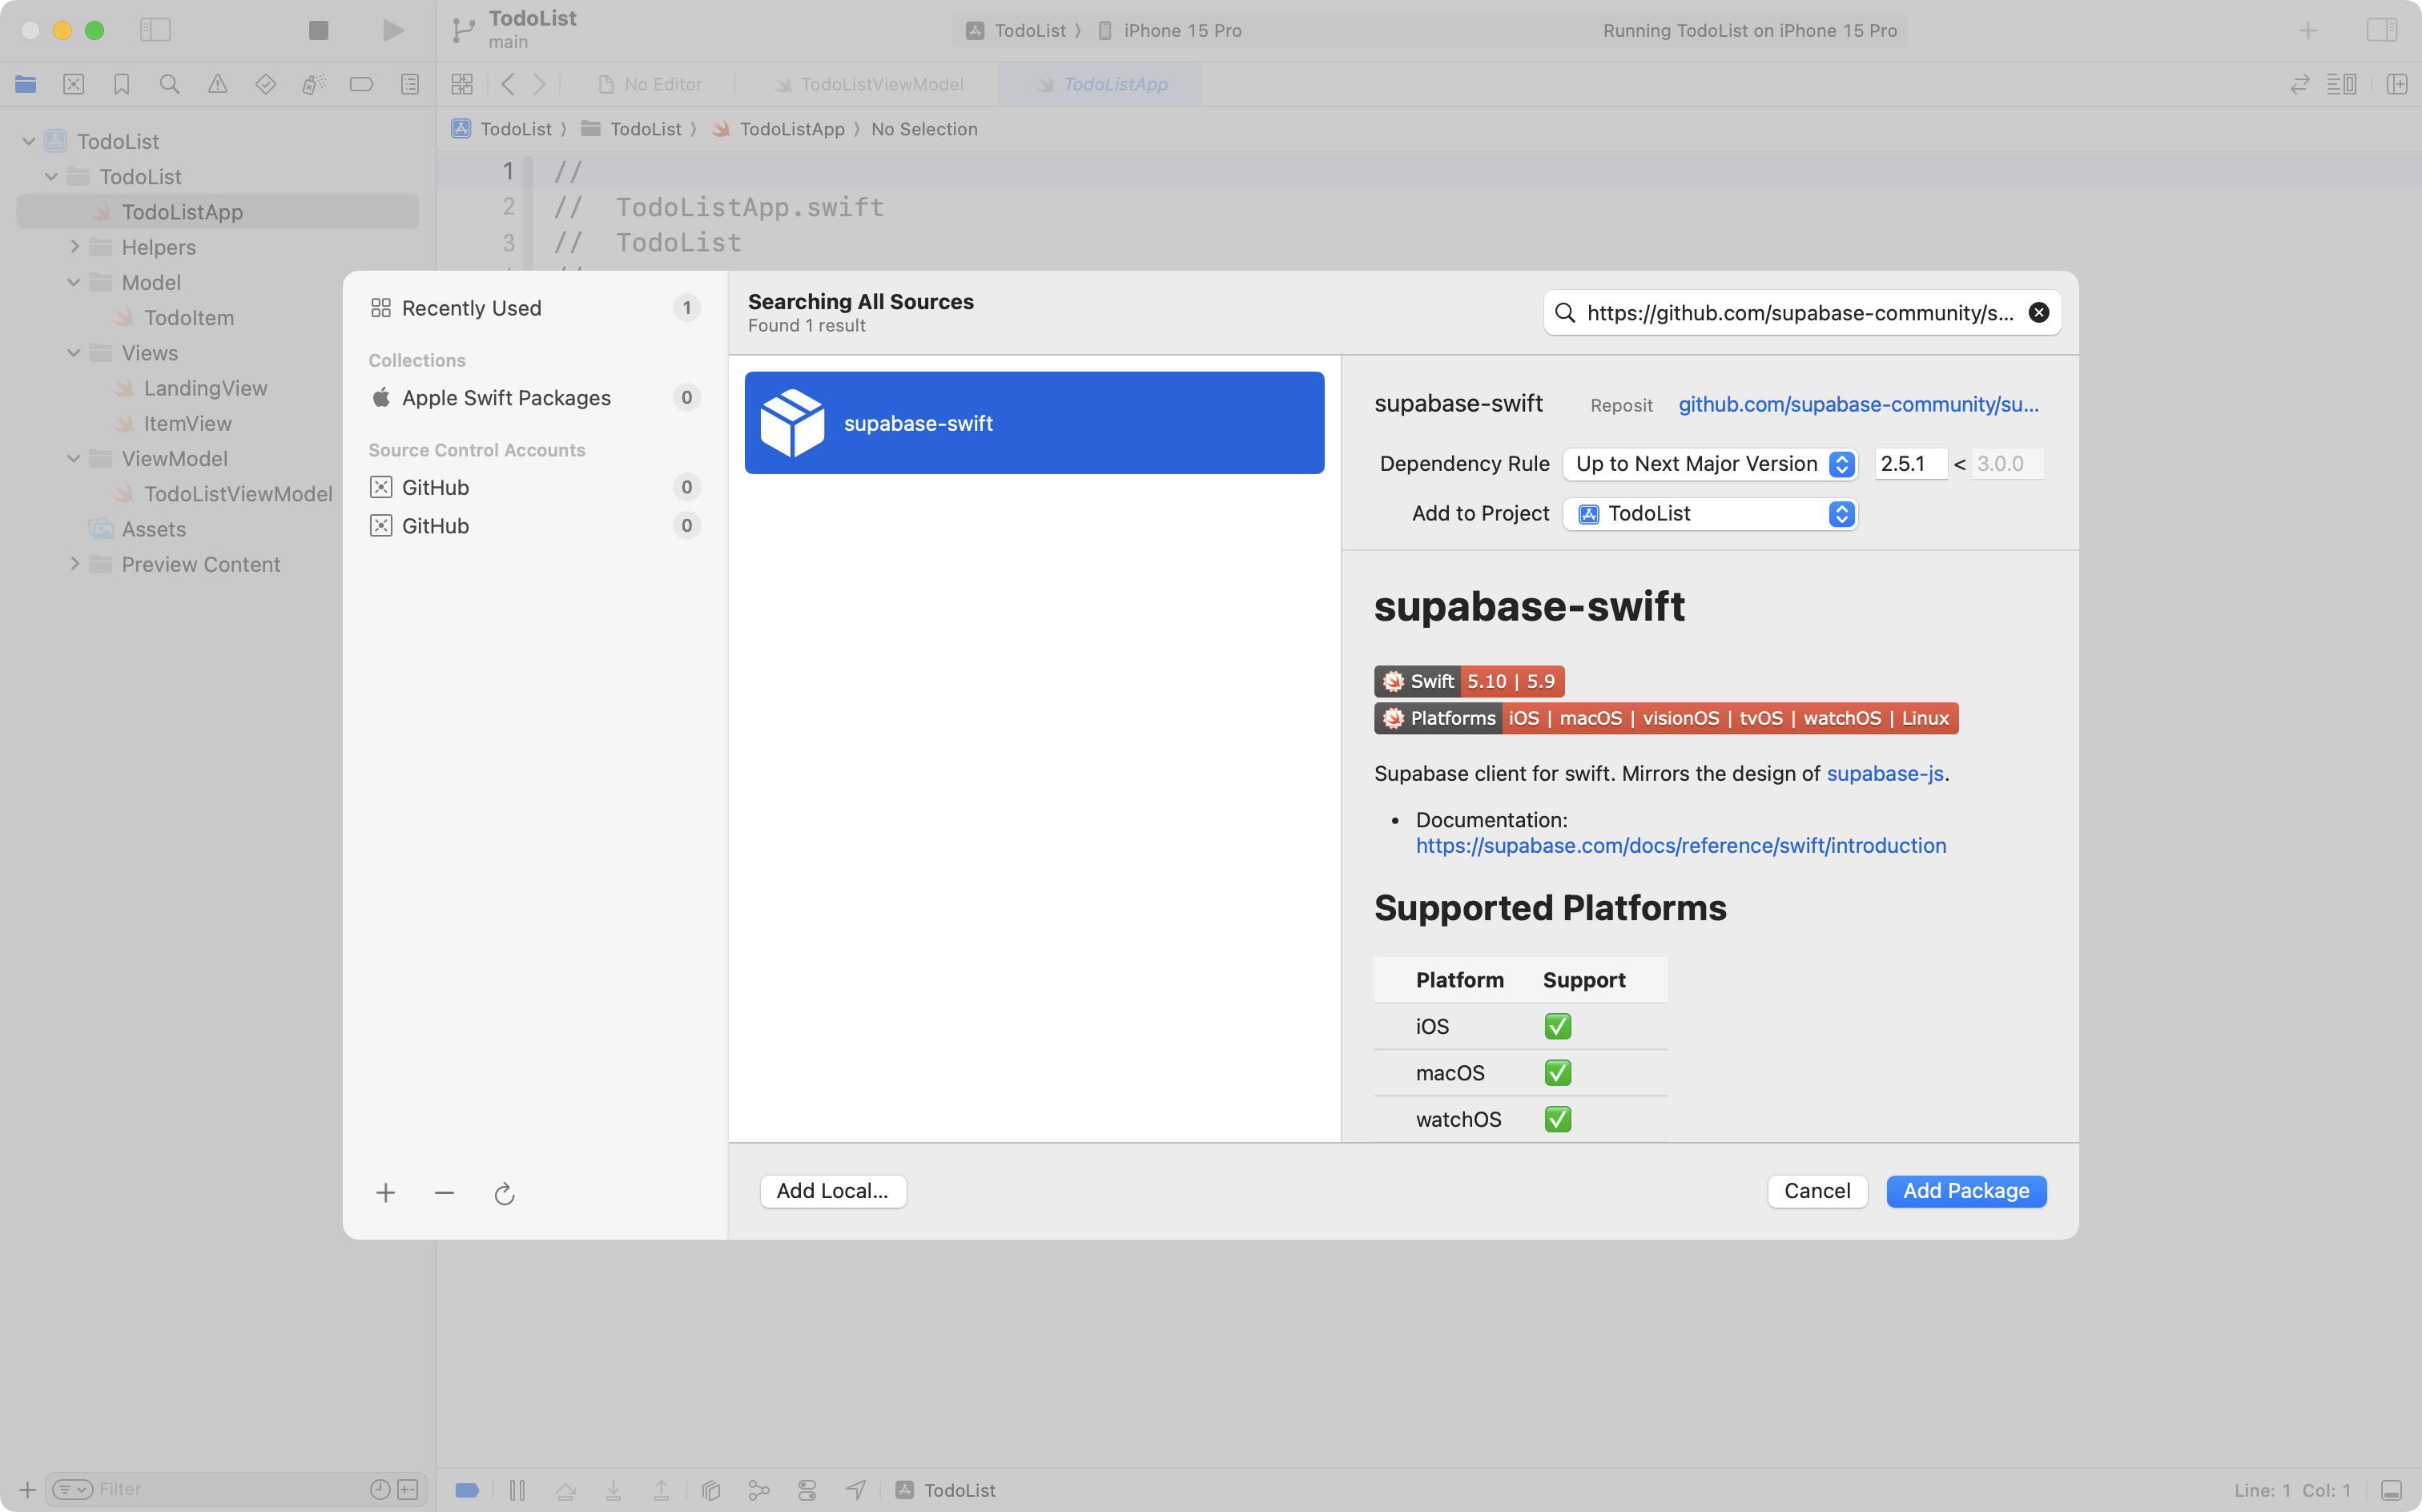 TodoList
main
TodoList
iPhone 15 Pro
Running TodoList on iPhone 15 Pro
No Editor
TodoListViewModel
TodoListApp
TodoList
TodoList
TodoListApp
No Selection
TodoList
TodoList
TodoListApp
Helpers
Model
TodoItem
Views
LandingView
ItemView
ViewModel
TodoListViewModel
Assets
Preview Content
1 //
2 // TodoListApp.swift
3 // TodoList
Recently Used 1
Collections
Apple Swift Packages 0
Source Control Accounts
GitHub 0
GitHub 0
Searching All Sources
Found 1 result
https://github.com/supabase-community/s...
supabase-swift
supabase-swift Reposit github.com/supabase-community/su...
Dependency Rule Up to Next Major Version 2.5.1 < 3.0.0
Add to Project TodoList
supabase-swift
Swift 5.10 | 5.9
Platforms iOS | macOS | visionOS | tvOS | watchOS | Linux
Supabase client for swift. Mirrors the design of supabase-js.
• Documentation:
https://supabase.com/docs/reference/swift/introduction
Supported Platforms
Platform Support
iOS ✅
macOS ✅
watchOS ✅
Add Local...
Cancel
Add Package
Filter
TodoList
Line: 1 Col: 1